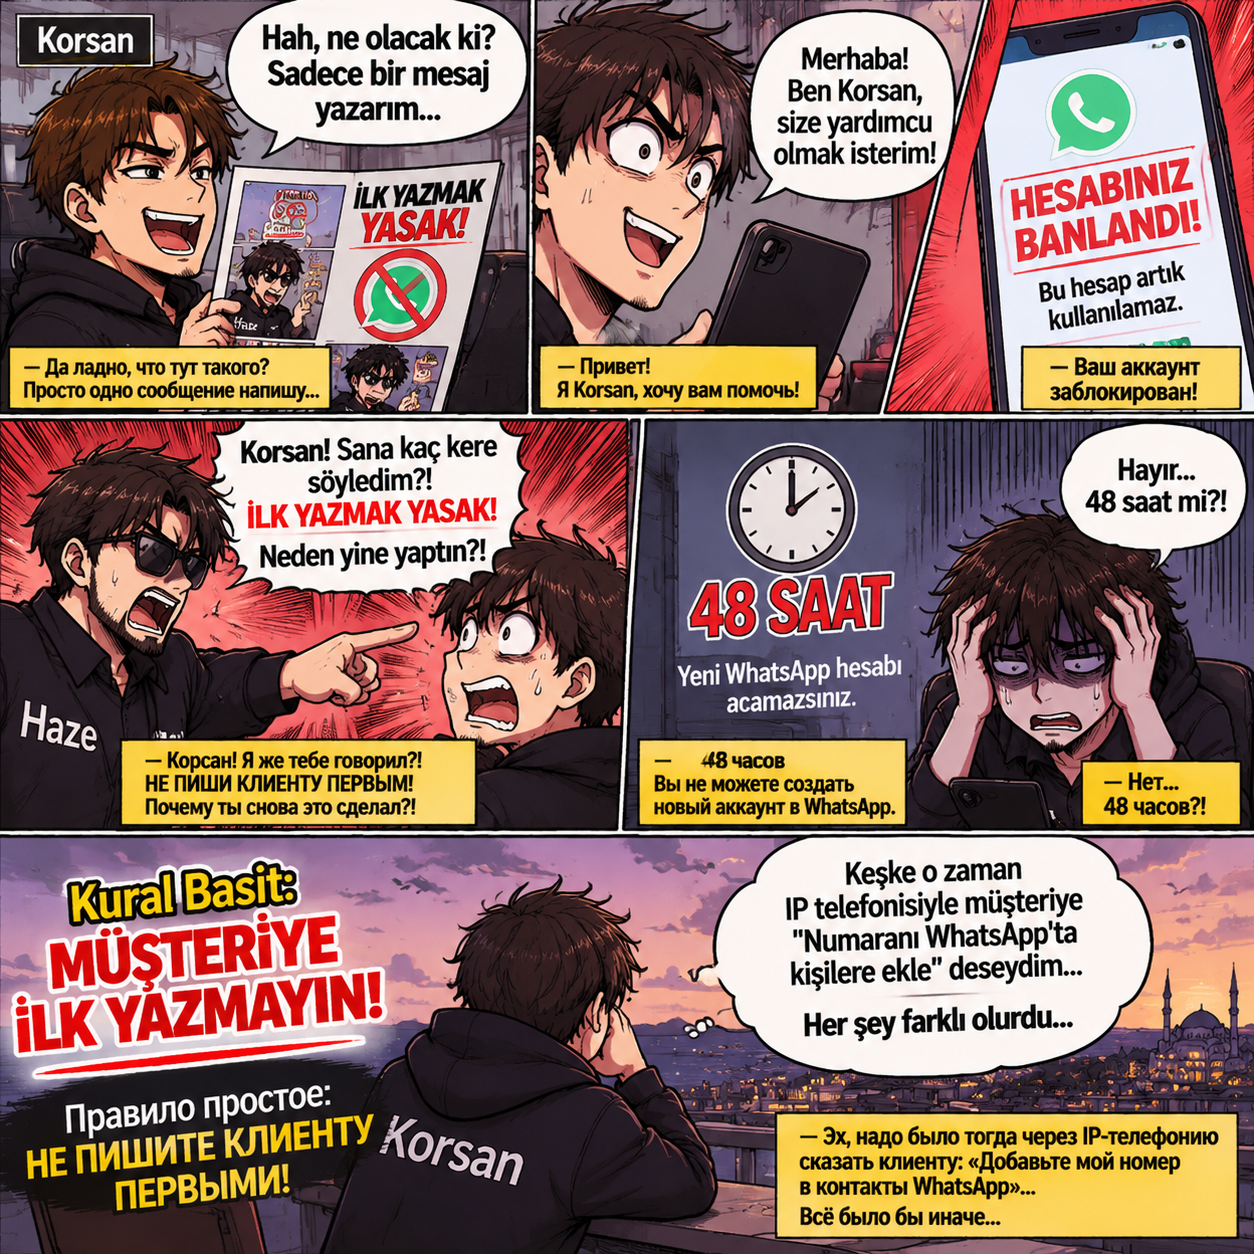 Korsan
Hah, ne olacak ki?
Sadece bir mesaj
yazarım...
İLK YAZMAK
YASAK!
Haze
— Да ладно, что тут такого?
Просто одно сообщение напишу...
Merhaba!
Ben Korsan,
size yardımcu
olmak isterim!
— Привет!
Я Korsan, хочу вам помочь!
HESABINIZ
BANLANDI!
Bu hesap artık
kullanılamaz.
— Ваш аккаунт
заблокирован!
Korsan! Sana kaç kere
söyledim?!
İLK YAZMAK YASAK!
Neden yine yaptın?!
Haze
— Корсан! Я же тебе говорил?!
НЕ ПИШИ КЛИЕНТУ ПЕРВЫМ!
Почему ты снова это сделал?!
48 SAAT
Yeni WhatsApp hesabı
acamazsınız.
Hayır...
48 saat mi?!
— 48 часов
Вы не можете создать
новый аккаунт в WhatsApp.
— Нет...
48 часов?!
Kural Basit:
MÜŞTERİYE
İLK YAZMAYIN!
Правило простое:
НЕ ПИШИТЕ КЛИЕНТУ
ПЕРВЫМИ!
Korsan
Keşke o zaman
IP telefonisiyle müşteriye
"Numaranı WhatsApp'ta
kişilere ekle" deseydim...
Her şey farklı olurdu...
— Эх, надо было тогда через IP-телефонию
сказать клиенту: «Добавьте мой номер
в контакты WhatsApp»...
Всё было бы иначе...